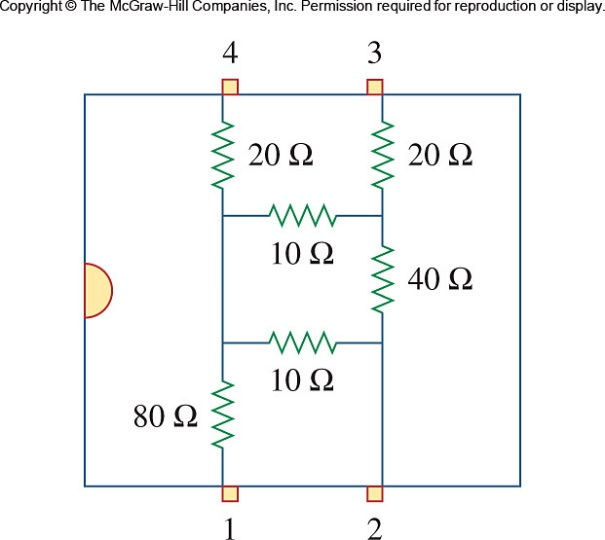 Copyright © The McGraw-Hill Companies, Inc. Permission required for reproduction or display.
4 3
20 Ω 20 Ω
10 Ω
40 Ω
10 Ω
80 Ω
1 2